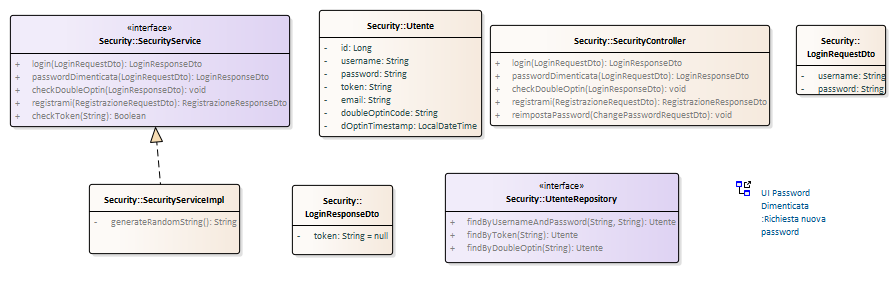 «interface»
Security::SecurityService
+ login(LoginRequestDto): LoginResponseDto
+ passwordDimenticata(LoginRequestDto): LoginResponseDto
+ checkDoubleOptin(LoginResponseDto): void
+ registrami(RegistrazioneRequestDto): RegistrazioneResponseDto
+ checkToken(String): Boolean
Security::Utente
- id: Long
- username: String
- password: String
- token: String
- email: String
- doubleOptinCode: String
- dOptinTimestamp: LocalDateTime
Security::SecurityController
+ login(LoginRequestDto): LoginResponseDto
+ passwordDimenticata(LoginRequestDto): LoginResponseDto
+ checkDoubleOptin(LoginResponseDto): void
+ registrami(RegistrazioneRequestDto): RegistrazioneResponseDto
+ reimpostaPassword(ChangePasswordRequestDto): void
Security::
LoginRequestDto
- username: String
- password: String
Security::SecurityServiceImpl
- generateRandomString(): String
Security::
LoginResponseDto
- token: String = null
«interface»
Security::UtenteRepository
+ findByUsernameAndPassword(String, String): Utente
+ findByToken(String): Utente
+ findByDoubleOptin(String): Utente
UI Password
Dimenticata
:Richiesta nuova
password